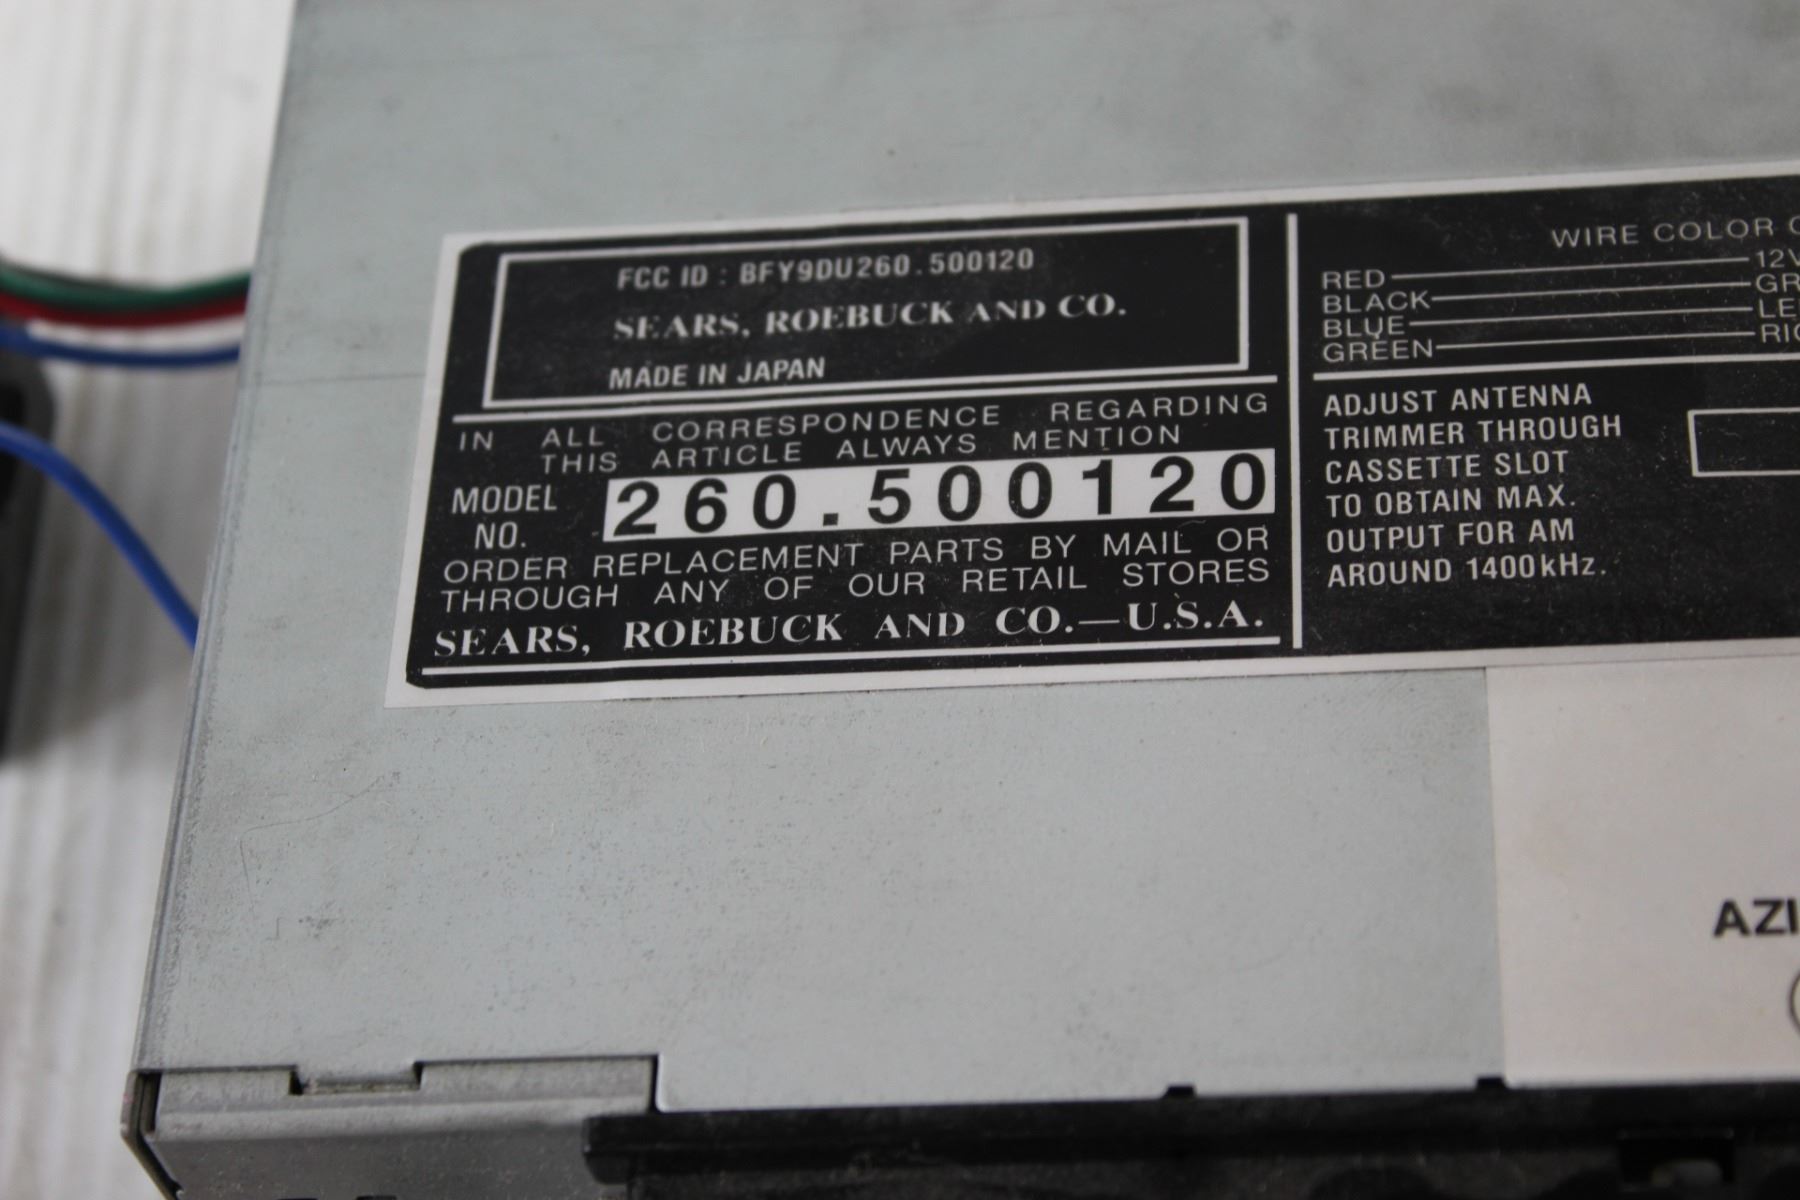 FCC ID : BFY9DU260.500120
SEARS, ROEBUCK AND CO.
MADE IN JAPAN
IN ALL CORRESPONDENCE REGARDING
THIS ARTICLE ALWAYS MENTION
MODEL NO. 260.500120
ORDER REPLACEMENT PARTS BY MAIL OR
THROUGH ANY OF OUR RETAIL STORES
SEARS, ROEBUCK AND CO.—U.S.A.
WIRE COLOR
RED 12V
BLACK
BLUE
GREEN
ADJUST ANTENNA
TRIMMER THROUGH
CASSETTE SLOT
TO OBTAIN MAX.
OUTPUT FOR AM
AROUND 1400kHz.